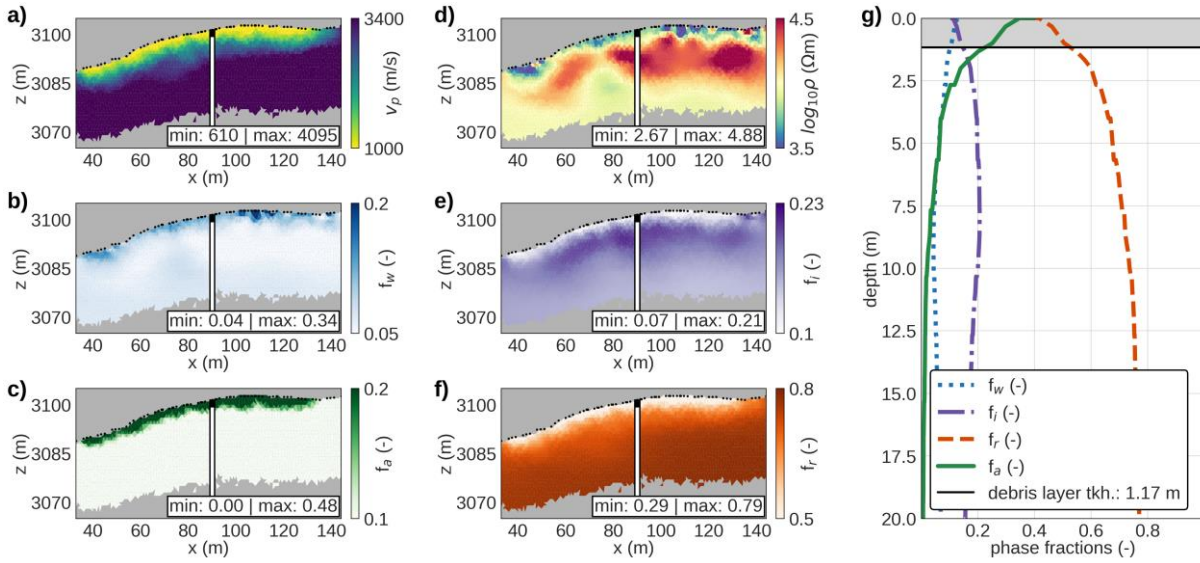 a)
3100
3085
3070
z (m)
40 60 80 100 120 140
x (m)
min: 610 | max: 4095
3400
1000
v_p (m/s)
d)
3100
3085
3070
z (m)
40 60 80 100 120 140
x (m)
min: 2.67 | max: 4.88
4.5
3.5
log₁₀ρ (Ωm)
b)
3100
3085
3070
z (m)
40 60 80 100 120 140
x (m)
min: 0.04 | max: 0.34
0.2
0.05
f_w (-)
e)
3100
3085
3070
z (m)
40 60 80 100 120 140
x (m)
min: 0.07 | max: 0.21
0.23
0.1
f_i (-)
c)
3100
3085
3070
z (m)
40 60 80 100 120 140
x (m)
min: 0.00 | max: 0.48
0.2
0.1
f_a (-)
f)
3100
3085
3070
z (m)
40 60 80 100 120 140
x (m)
min: 0.29 | max: 0.79
0.8
0.5
f_r (-)
g)
0.0
2.5
5.0
7.5
10.0
12.5
15.0
17.5
20.0
depth (m)
f_w (-)
f_i (-)
f_r (-)
f_a (-)
debris layer tkh.: 1.17 m
0.2 0.4 0.6 0.8
phase fractions (-)